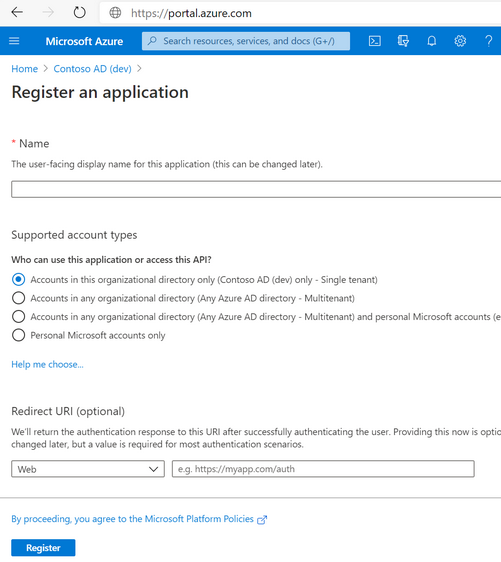 https://portal.azure.com
Microsoft Azure
Search resources, services, and docs (G+/)
Home > Contoso AD (dev) >
Register an application
* Name
The user-facing display name for this application (this can be changed later).
Supported account types
Who can use this application or access this API?
Accounts in this organizational directory only (Contoso AD (dev) only - Single tenant)
Accounts in any organizational directory (Any Azure AD directory - Multitenant)
Accounts in any organizational directory (Any Azure AD directory - Multitenant) and personal Microsoft accounts (e
Personal Microsoft accounts only
Help me choose...
Redirect URI (optional)
We'll return the authentication response to this URI after successfully authenticating the user. Providing this now is optio
changed later, but a value is required for most authentication scenarios.
Web
e.g. https://myapp.com/auth
By proceeding, you agree to the Microsoft Platform Policies
Register